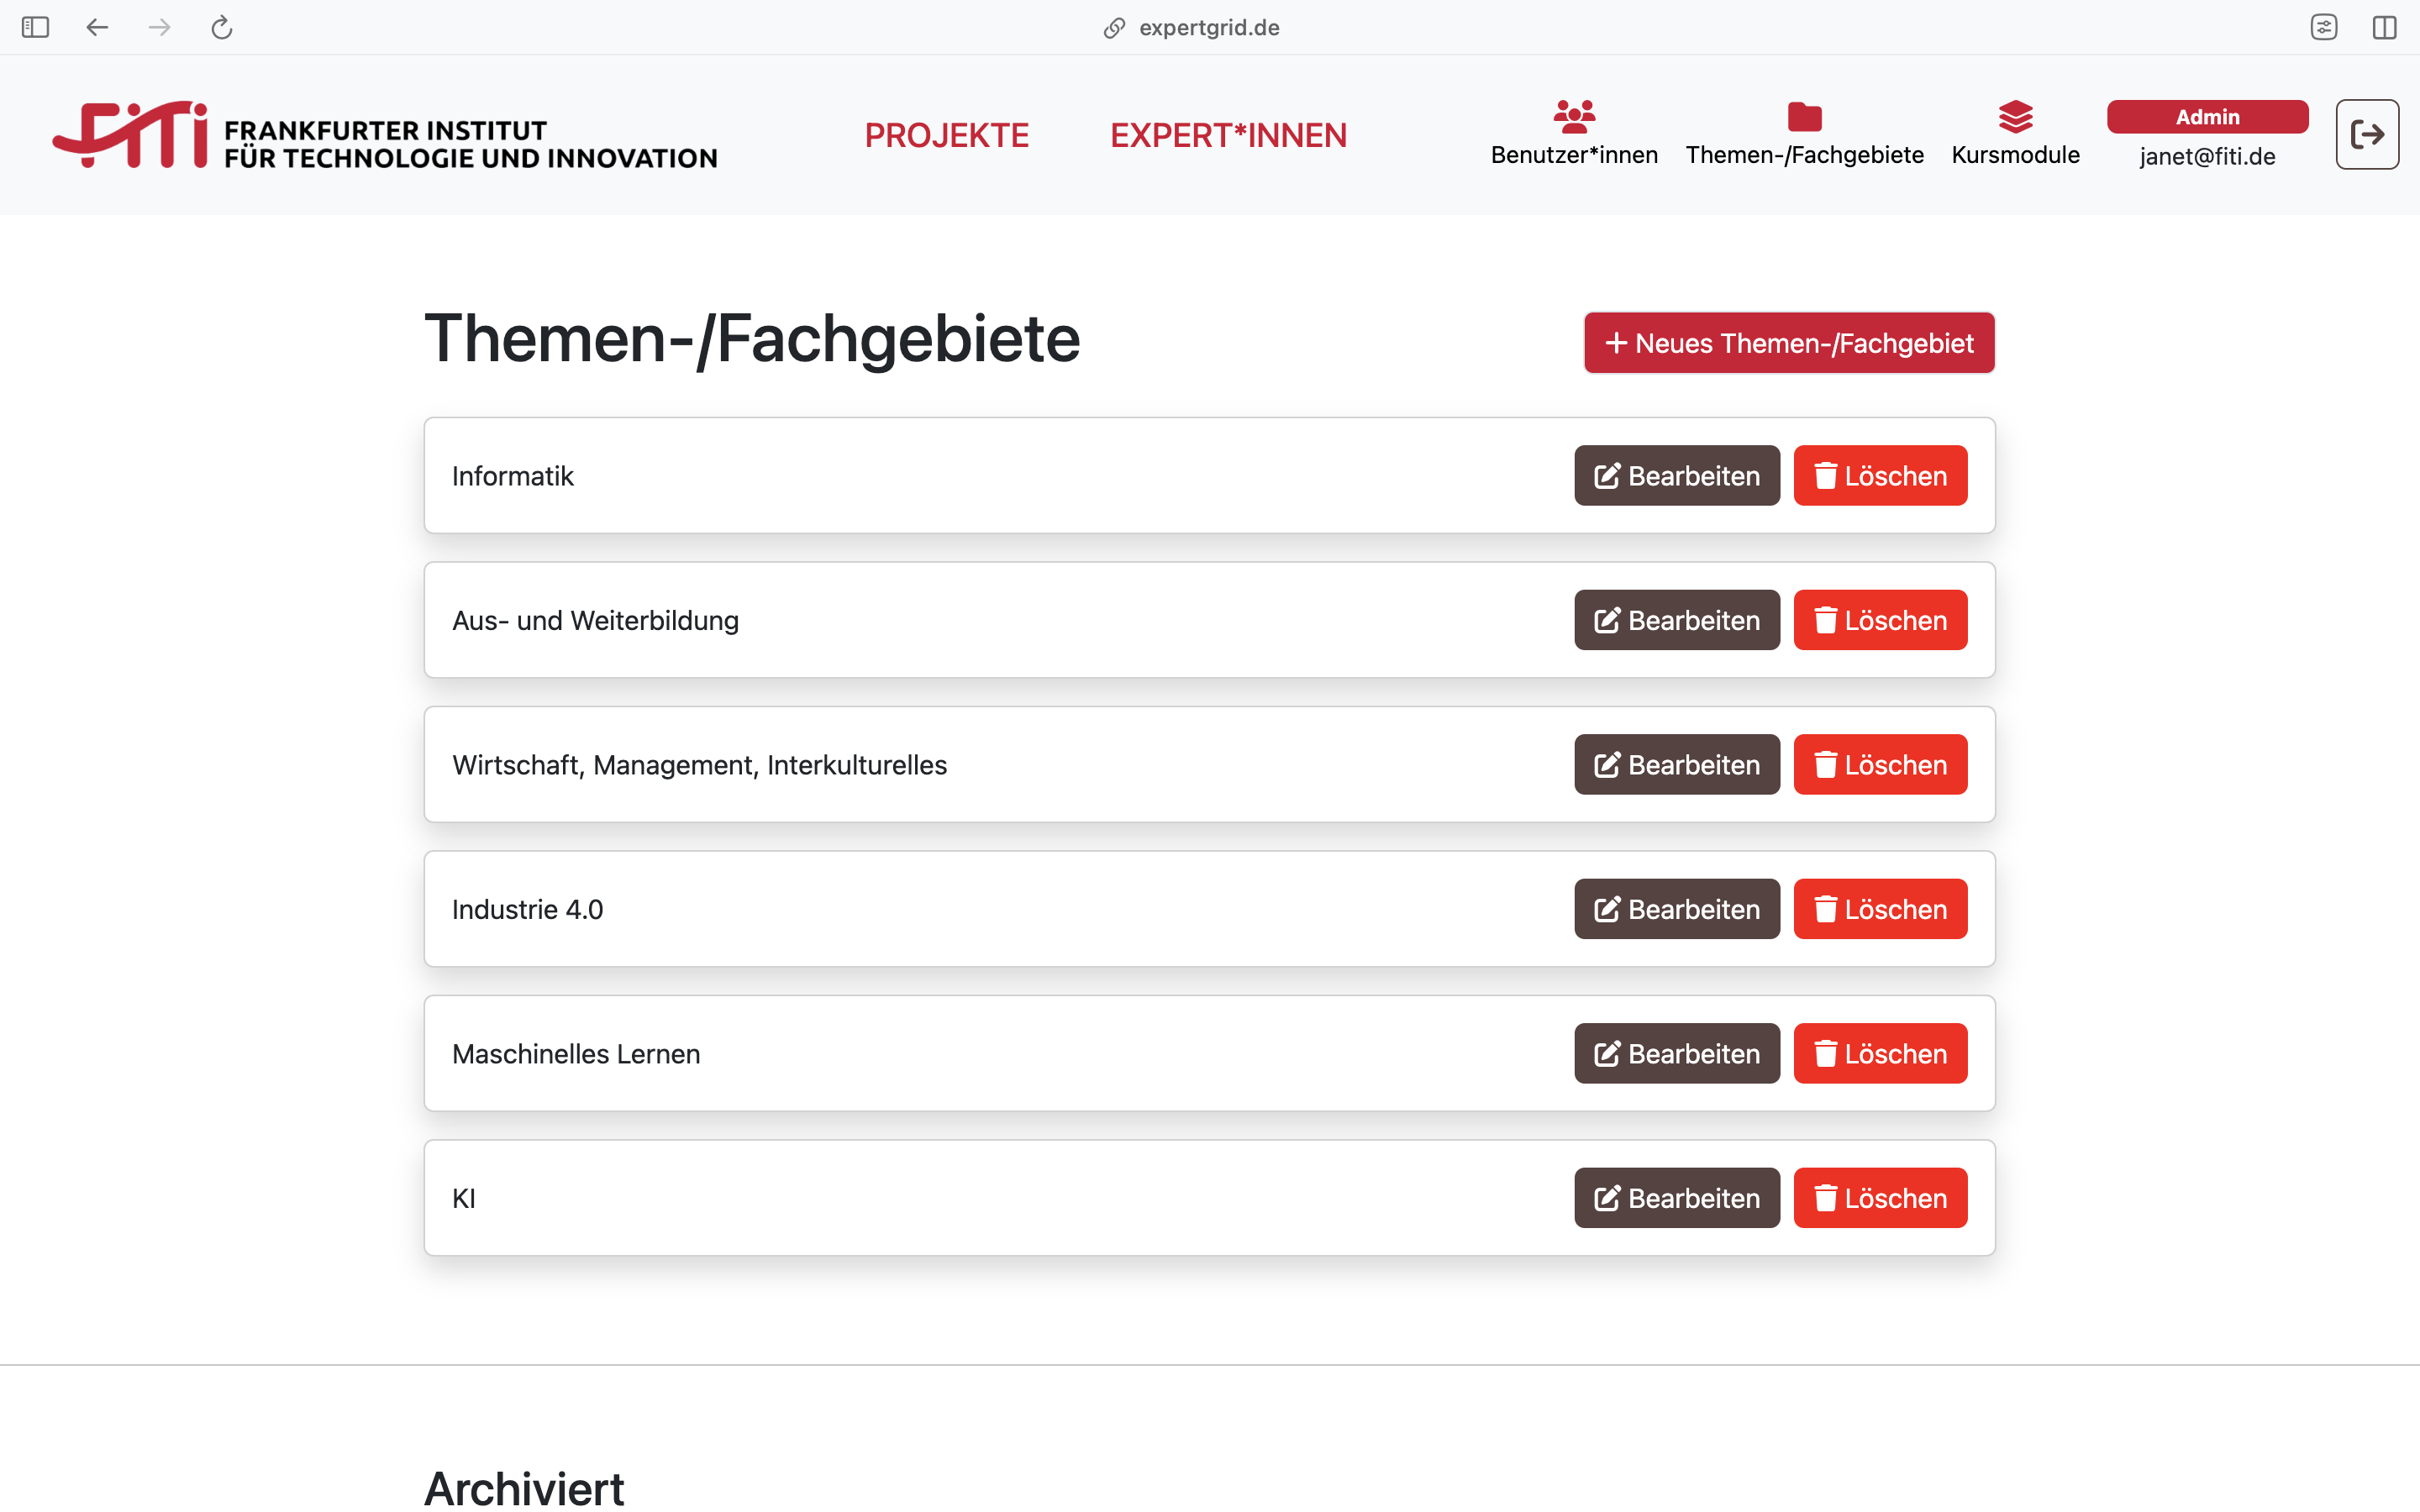 expertgrid.de
FiTi
FRANKFURTER INSTITUT
FÜR TECHNOLOGIE UND INNOVATION
PROJEKTE
EXPERT*INNEN
Benutzer*innen
Themen-/Fachgebiete
Kursmodule
Admin
janet@fiti.de
Themen-/Fachgebiete
Neues Themen-/Fachgebiet
Informatik
Bearbeiten
Löschen
Aus- und Weiterbildung
Bearbeiten
Löschen
Wirtschaft, Management, Interkulturelles
Bearbeiten
Löschen
Industrie 4.0
Bearbeiten
Löschen
Maschinelles Lernen
Bearbeiten
Löschen
KI
Bearbeiten
Löschen
Archiviert